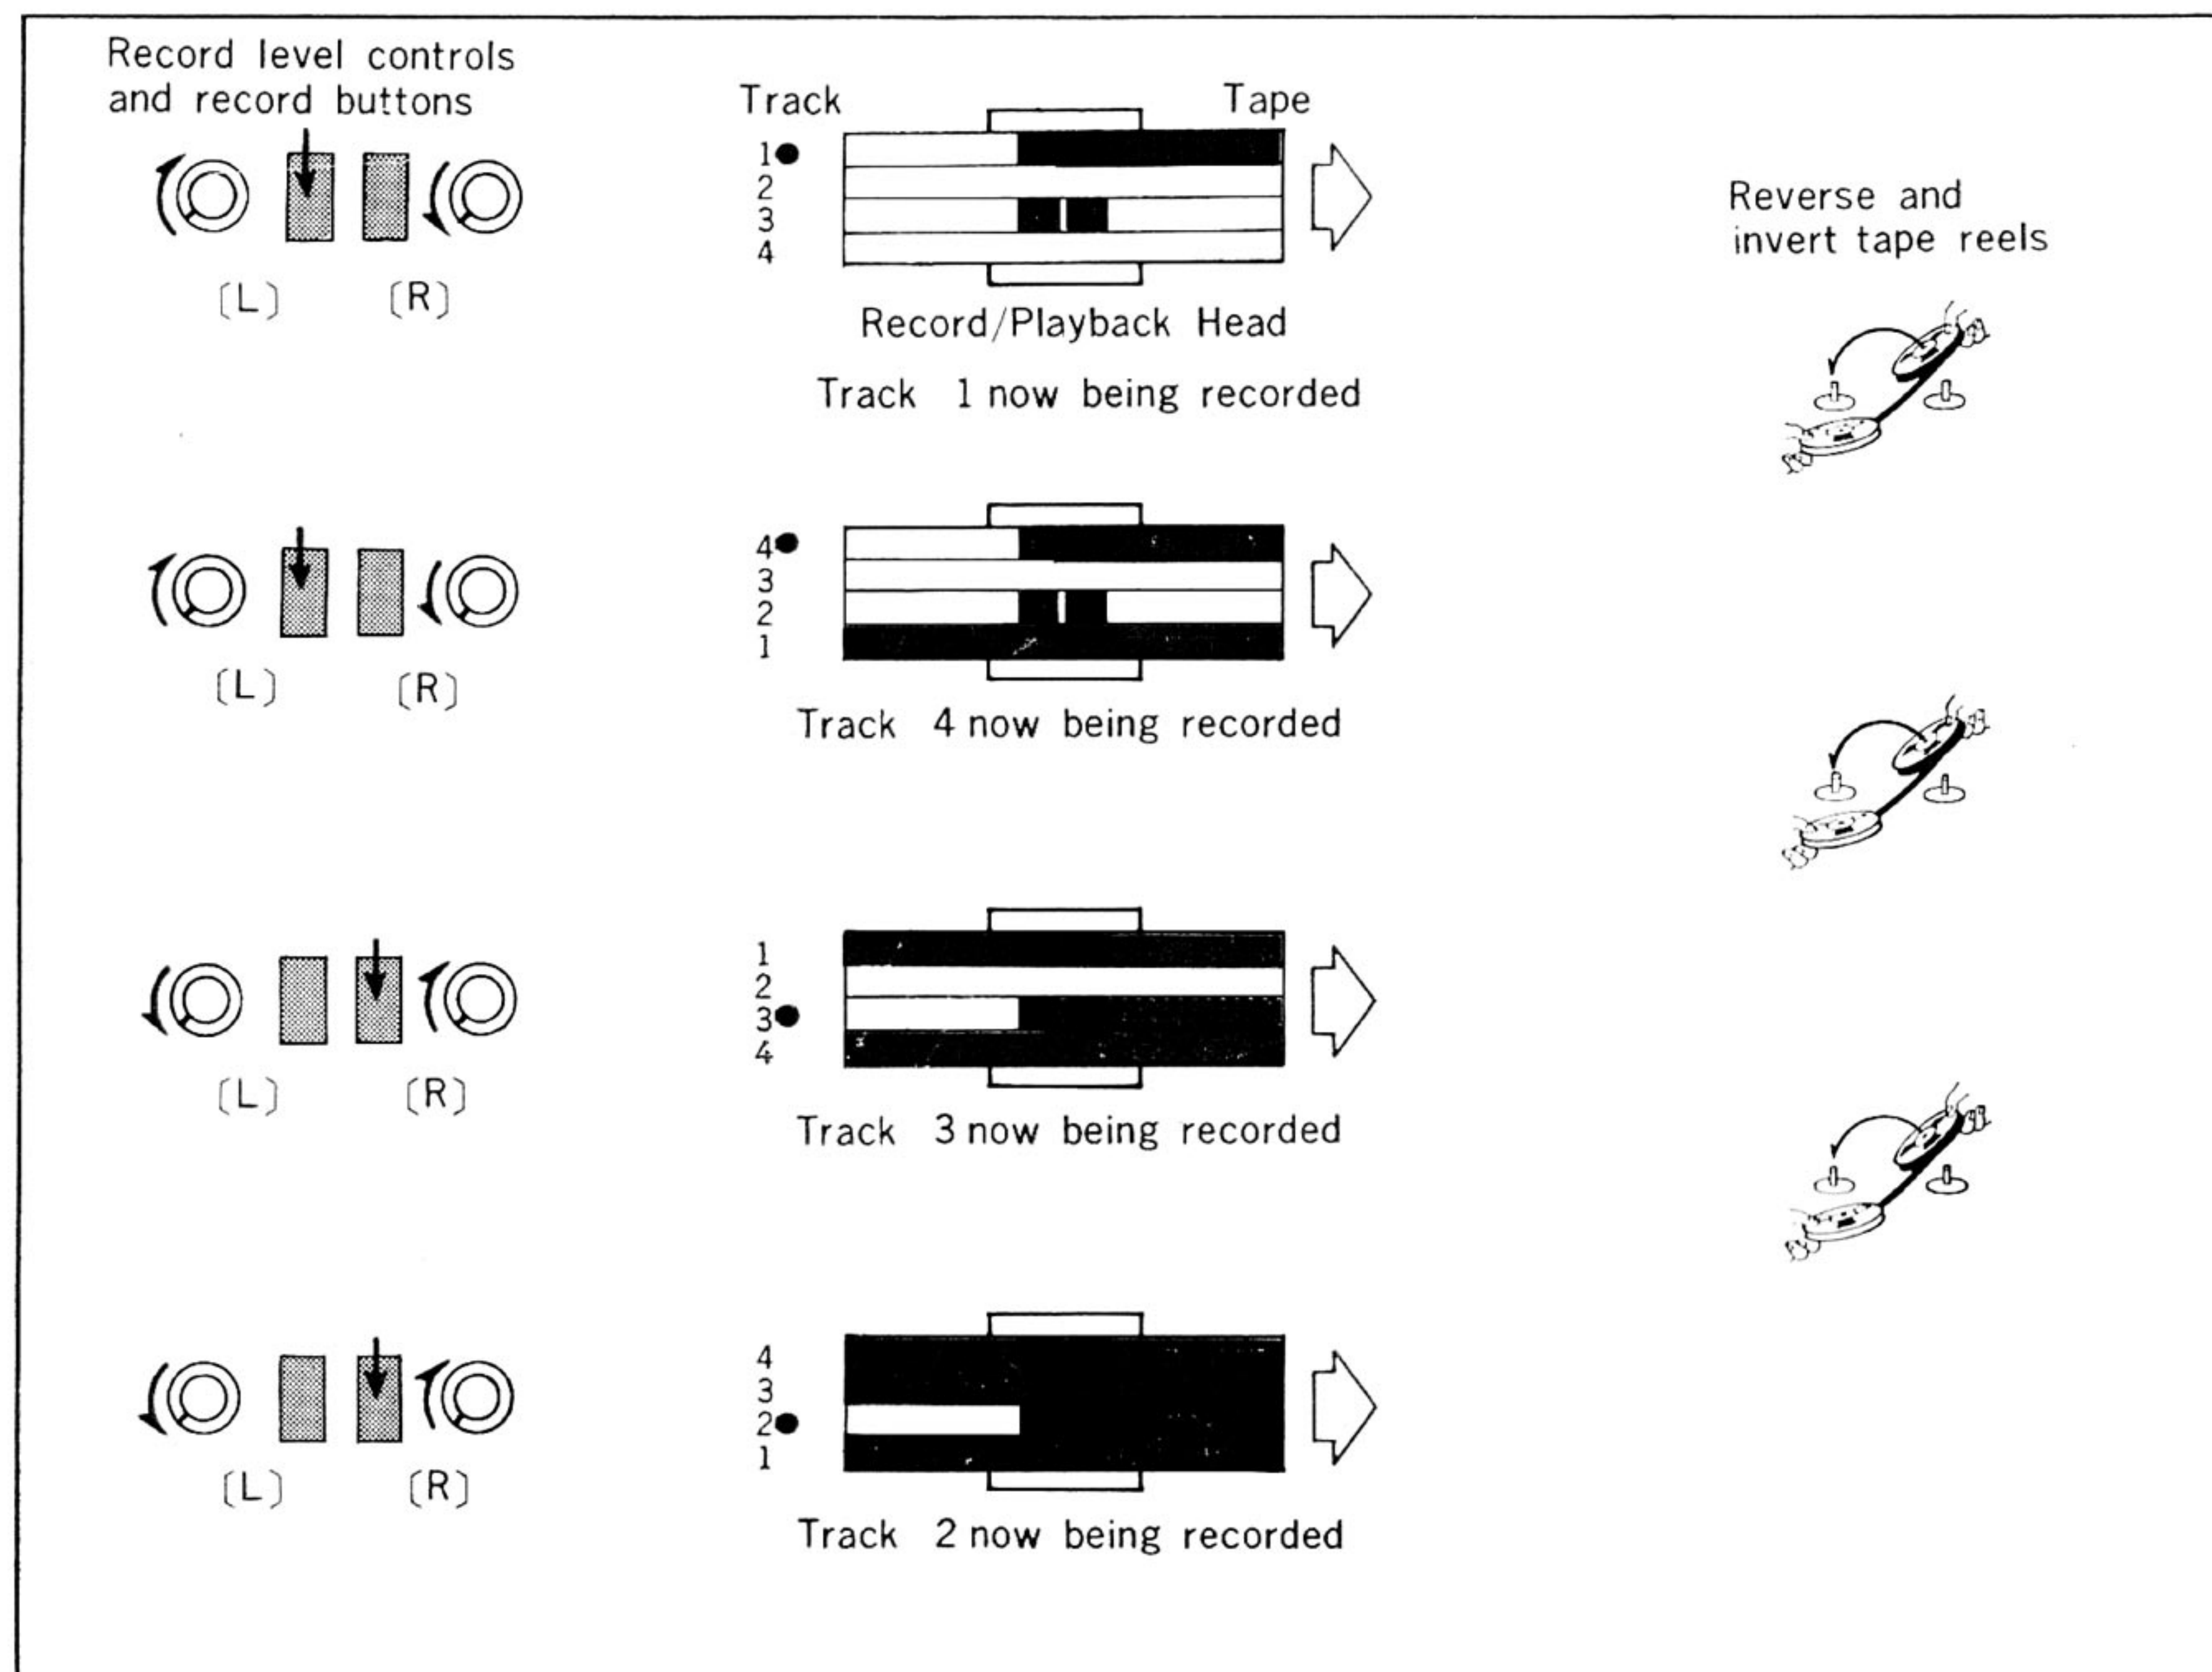 Record level controls
and record buttons
Track
Tape
1
2
3
4
Reverse and
invert tape reels
[L]
[R]
Record/Playback Head
Track 1 now being recorded
4
3
2
1
[L]
[R]
Track 4 now being recorded
1
2
3
4
[L]
[R]
Track 3 now being recorded
4
3
2
1
[L]
[R]
Track 2 now being recorded